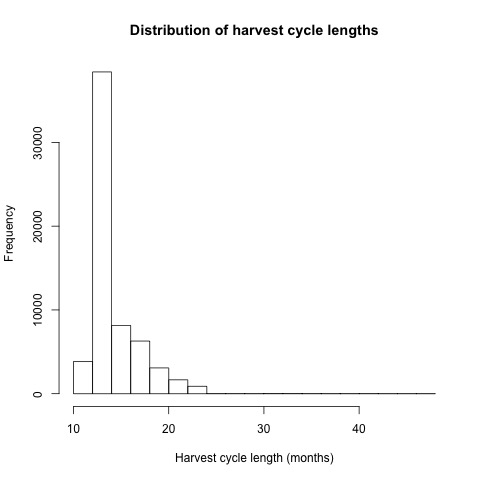 Distribution of harvest cycle lengths
Frequency
30000
20000
10000
0
10 20 30 40
Harvest cycle length (months)